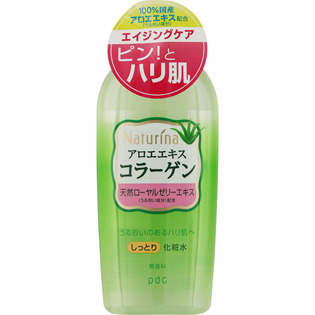 100%国産
アロエエキス配合
(うるおい成分)
エイジングケア
ピン!と
ハリ肌
Naturina
アロエエキス
コラーゲン
天然ローヤルゼリーエキス
(うるおい成分)配合
うるおいのあるハリ肌へ
しっとり 化粧水
無香料
pdc